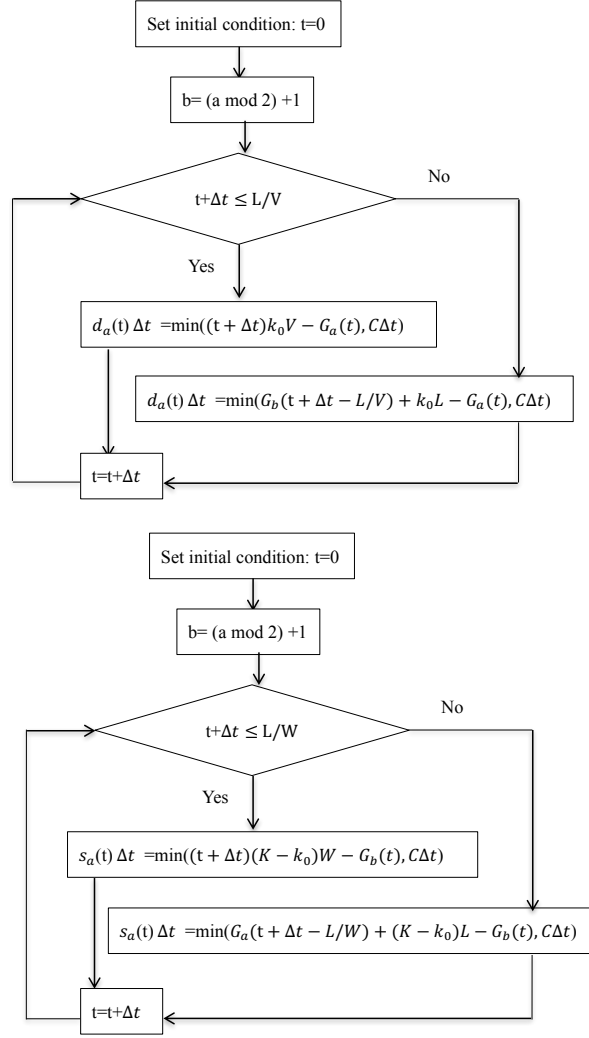 Set initial condition: t=0
b= (a mod 2) +1
t+Δt ≤ L/V
No
Yes
d_a(t) Δt =min((t + Δt)k_0V − G_a(t), CΔt)
d_a(t) Δt =min(G_b(t + Δt − L/V) + k_0L − G_a(t), CΔt)
t=t+Δt
Set initial condition: t=0
b= (a mod 2) +1
t+Δt ≤ L/W
No
Yes
s_a(t) Δt =min((t + Δt)(K − k_0)W − G_b(t), CΔt)
s_a(t) Δt =min(G_a(t + Δt − L/W) + (K − k_0)L − G_b(t), CΔt)
t=t+Δt